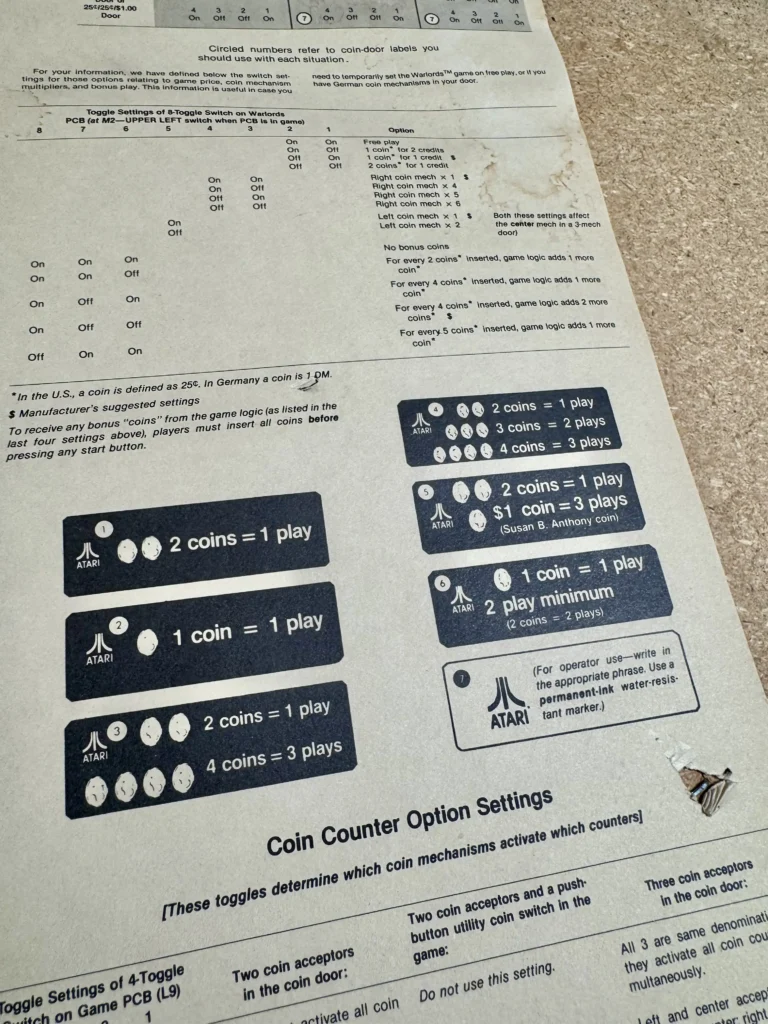 25¢/25¢/$1.00
Door
4 3 2 1
On Off Off On
7
4 3 2 1
On Off Off On
7
4 3 2 1
On Off Off On
Circled numbers refer to coin-door labels you
should use with each situation.
For your information, we have defined below the switch set-
tings for those options relating to game price, coin mechanism
multipliers, and bonus play. This information is useful in case you
need to temporarily set the Warlords™ game on free play, or if you
have German coin mechanisms in your door.
Toggle Settings of 8-Toggle Switch on Warlords
PCB (at M2—UPPER LEFT switch when PCB is in game)
8 7 6 5 4 3 2 1 Option
On On Free play
On Off 1 coin* for 2 credits
Off On 1 coin* for 1 credit $
Off Off 2 coins* for 1 credit
On On Right coin mech × 1 $
On Off Right coin mech × 4
Off On Right coin mech × 5
Off Off Right coin mech × 6
On Left coin mech × 1 $
Off Left coin mech × 2
Both these settings affect
the center mech in a 3-mech
door)
No bonus coins
On On On For every 2 coins* inserted, game logic adds 1 more
coin*
On On Off For every 4 coins* inserted, game logic adds 1 more
coin*
On Off On For every 4 coins* inserted, game logic adds 2 more
coins* $
On Off Off For every 5 coins* inserted, game logic adds 1 more
coin*
Off On On
*In the U.S., a coin is defined as 25¢. In Germany a coin is 1 DM.
$ Manufacturer's suggested settings
To receive any bonus "coins" from the game logic (as listed in the
last four settings above), players must insert all coins before
pressing any start button.
1
ATARI
2 coins = 1 play
2
ATARI
1 coin = 1 play
3
ATARI
2 coins = 1 play
4 coins = 3 plays
4
ATARI
2 coins = 1 play
3 coins = 2 plays
4 coins = 3 plays
5
ATARI
2 coins = 1 play
$1 coin = 3 plays
(Susan B. Anthony coin)
6
ATARI
1 coin = 1 play
2 play minimum
(2 coins = 2 plays)
7
ATARI
(For operator use—write in
the appropriate phrase. Use a
permanent-ink water-resis-
tant marker.)
Coin Counter Option Settings
[These toggles determine which coin mechanisms activate which counters]
Toggle Settings of 4-Toggle
Switch on Game PCB (L9)
1
Two coin acceptors
in the coin door:
Two coin acceptors and a push-
button utility coin switch in the
game:
Three coin acceptors
in the coin door:
activate all coin
Do not use this setting.
All 3 are same
they activate all coin
multaneously.
Left and center
right